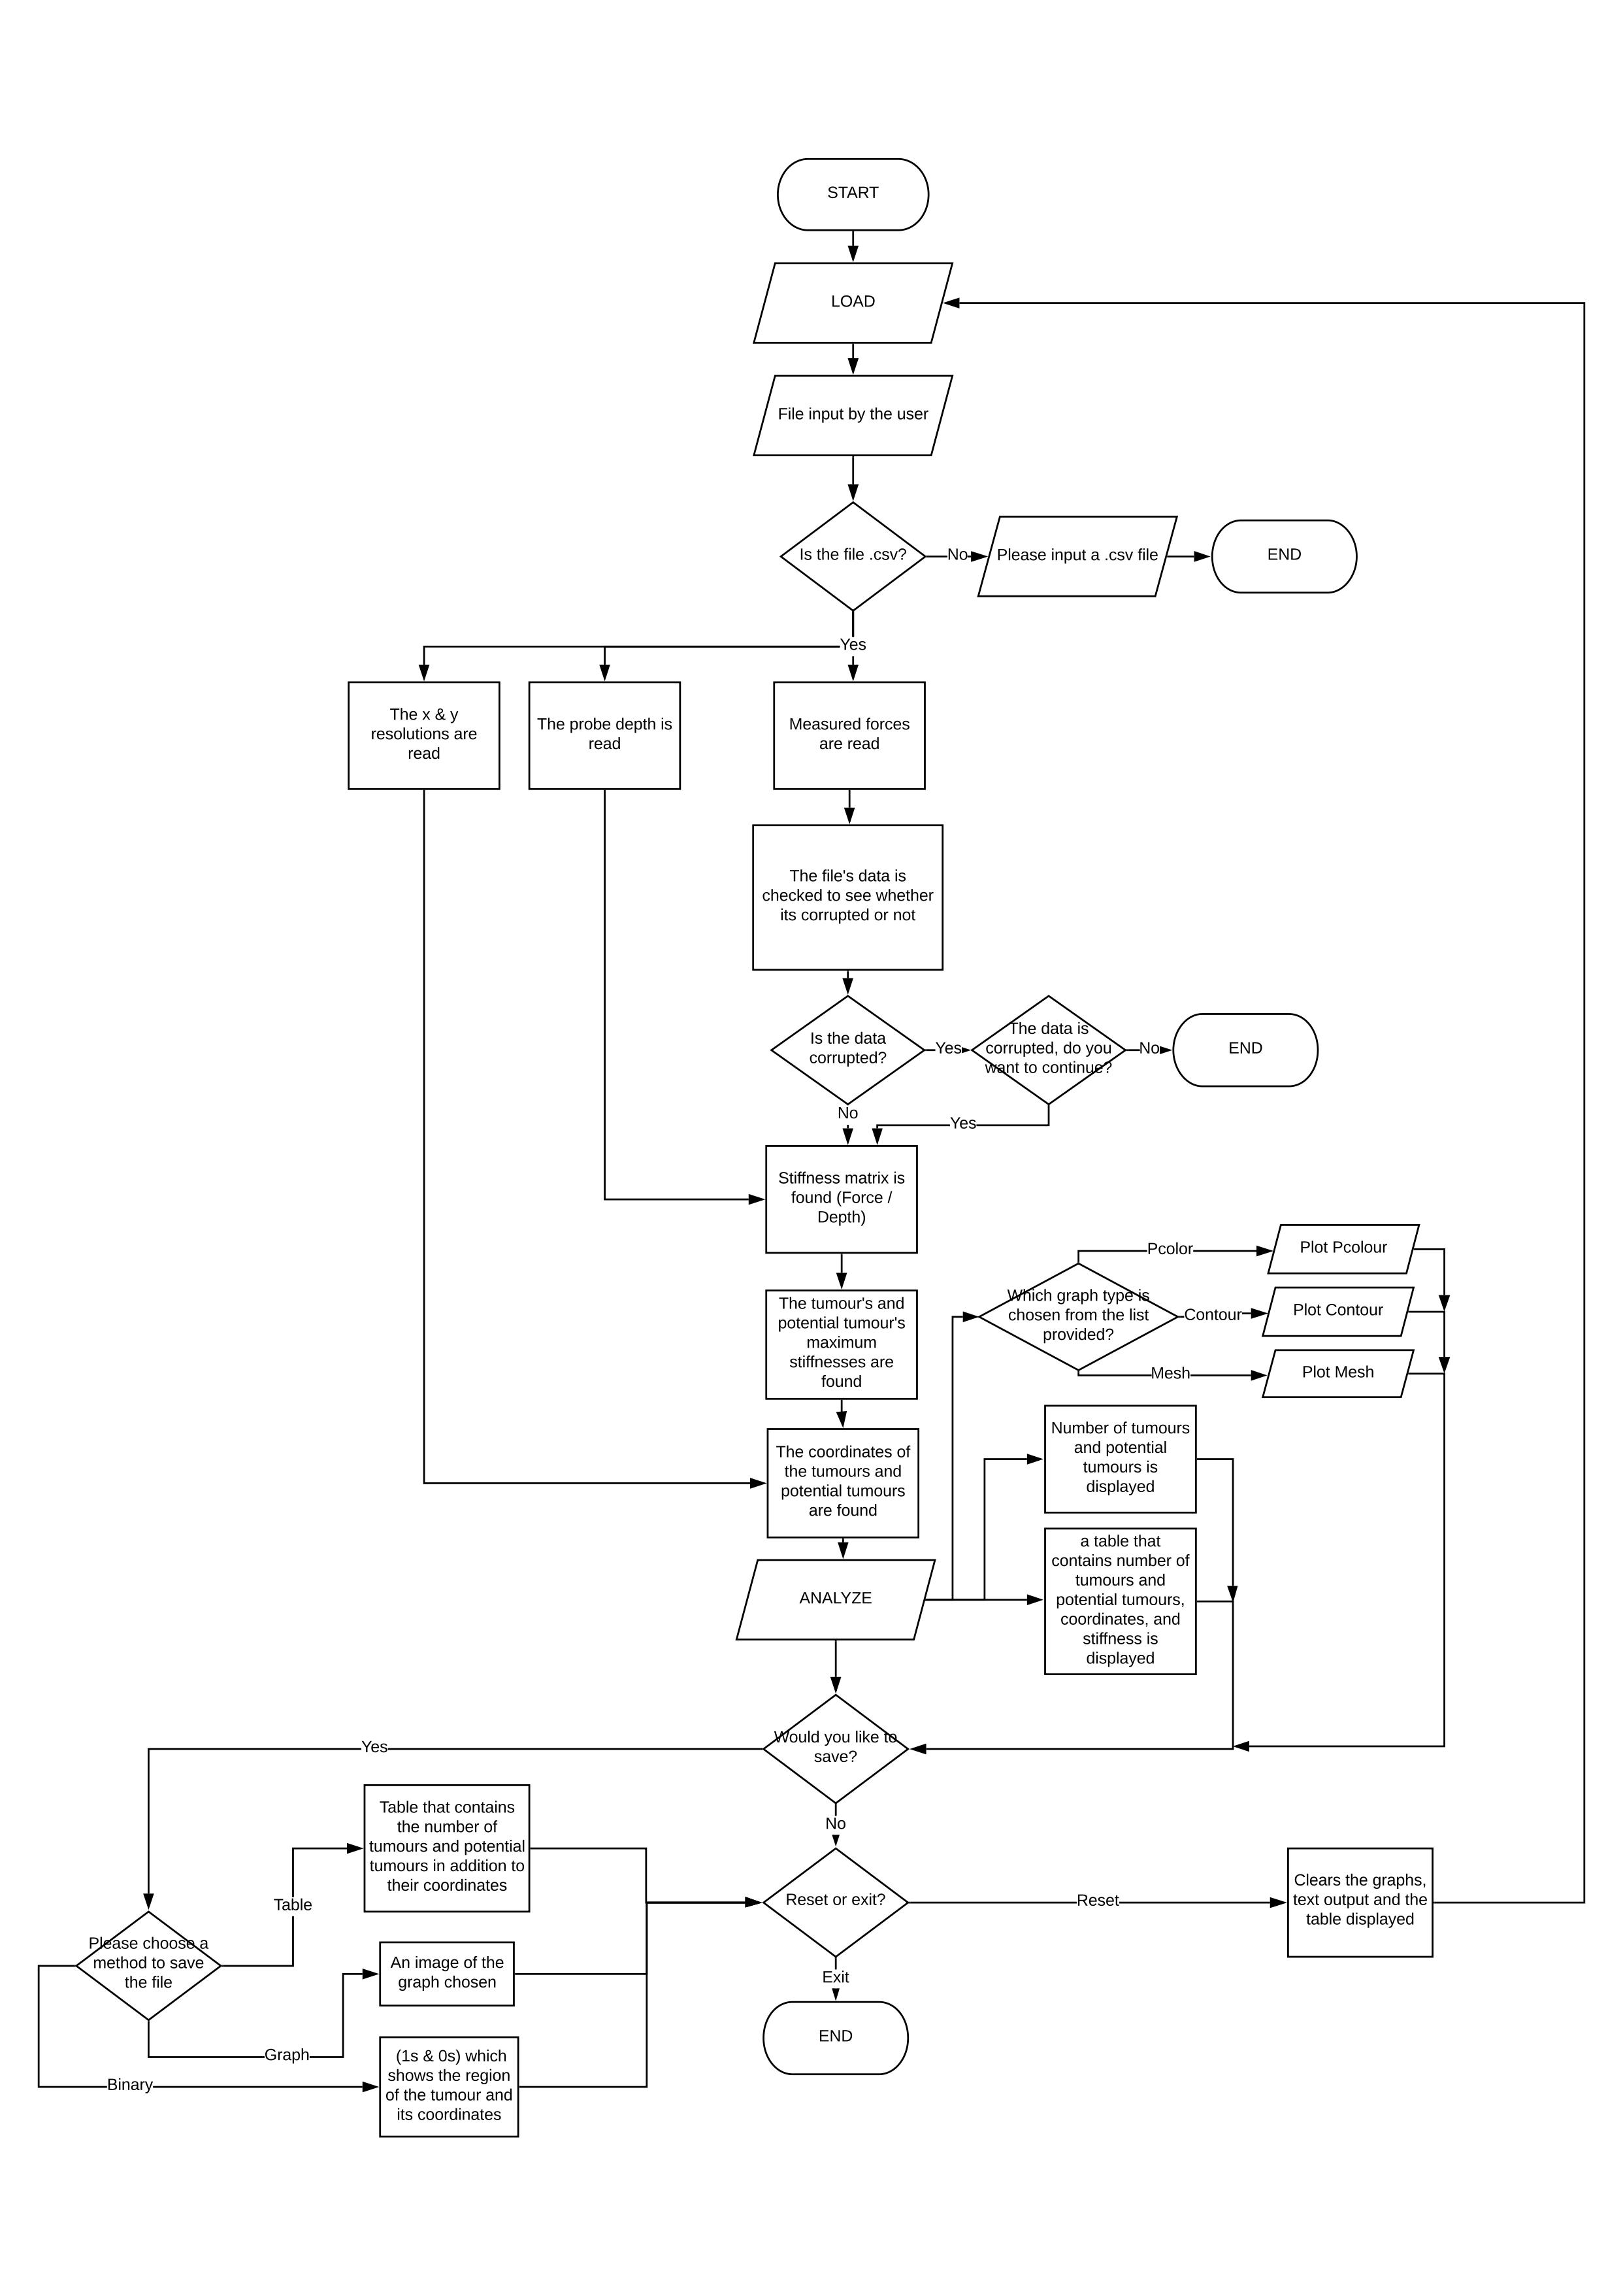 START
LOAD
File input by the user
Is the file .csv?
No
Please input a .csv file
END
Yes
The x & y
resolutions are
read
The probe depth is
read
Measured forces
are read
The file's data is
checked to see whether
its corrupted or not
Is the data
corrupted?
Yes
The data is
corrupted, do you
want to continue?
No
END
No
Yes
Stiffness matrix is
found (Force /
Depth)
The tumour's and
potential tumour's
maximum
stiffnesses are
found
Which graph type is
chosen from the list
provided?
Pcolor
Plot Pcolour
Contour
Plot Contour
Mesh
Plot Mesh
The coordinates of
the tumours and
potential tumours
are found
Number of tumours
and potential
tumours is
displayed
a table that
contains number of
tumours and
potential tumours,
coordinates, and
stiffness is
displayed
ANALYZE
Would you like to
save?
Yes
No
Table that contains
the number of
tumours and potential
tumours in addition to
their coordinates
Table
Please choose a
method to save
the file
An image of the
graph chosen
Graph
(1s & 0s) which
shows the region
of the tumour and
its coordinates
Binary
Reset or exit?
Reset
Clears the graphs,
text output and the
table displayed
Exit
END